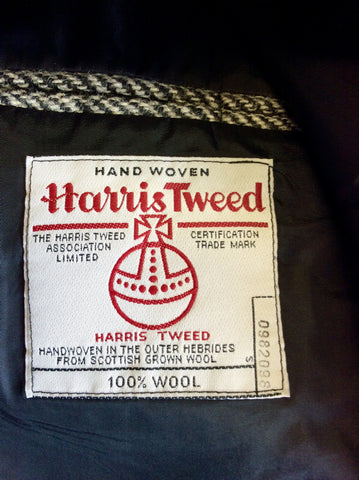 HAND WOVEN
Harris Tweed
THE HARRIS TWEED
ASSOCIATION
LIMITED
CERTIFICATION
TRADE MARK
HARRIS TWEED
HANDWOVEN IN THE OUTER HEBRIDES
FROM SCOTTISH GROWN WOOL
100% WOOL
S
0982098